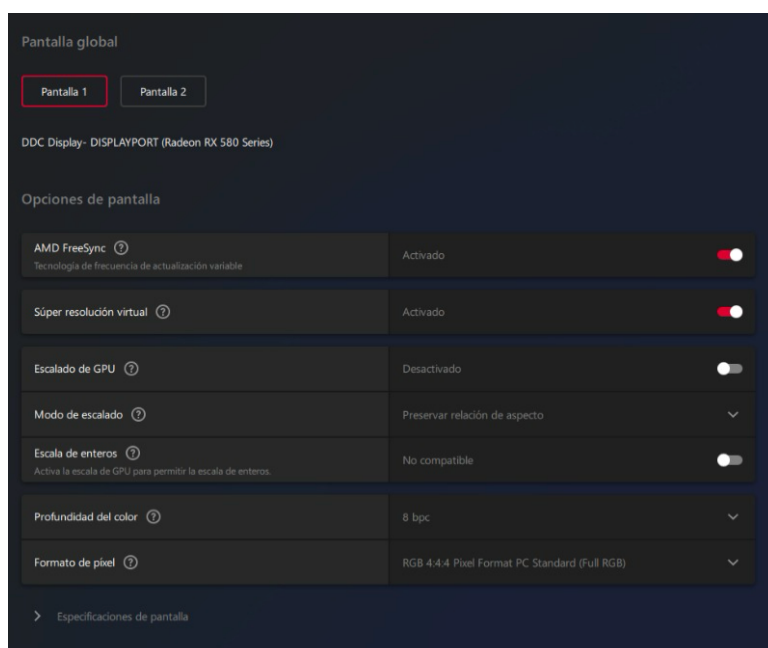 Pantalla global
Pantalla 1
Pantalla 2
DDC Display- DISPLAYPORT (Radeon RX 580 Series)
Opciones de pantalla
AMD FreeSync ?
Tecnología de frecuencia de actualización variable
Activado
Súper resolución virtual ?
Activado
Escalado de GPU ?
Desactivado
Modo de escalado ?
Preservar relación de aspecto
Escala de enteros ?
Activa la escala de GPU para permitir la escala de enteros.
No compatible
Profundidad del color ?
8 bpc
Formato de píxel ?
RGB 4:4:4 Pixel Format PC Standard (Full RGB)
Especificaciones de pantalla